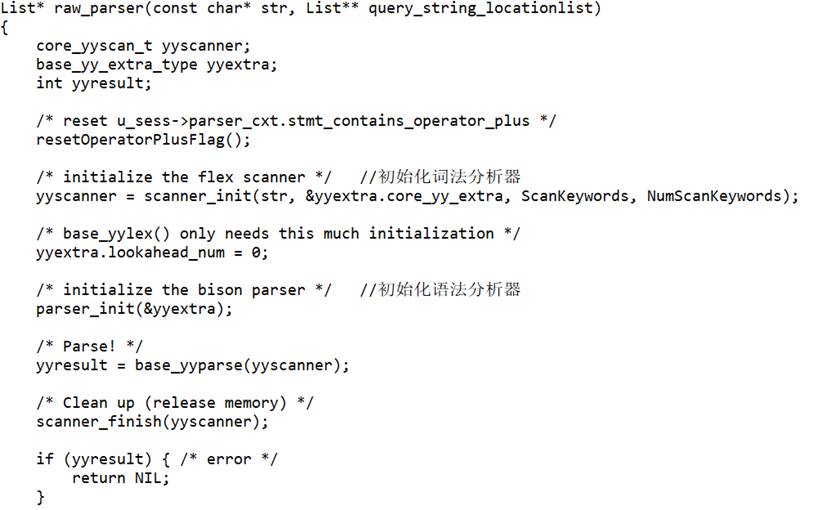 List* raw_parser(const char* str, List** query_string_locationlist)
{
    core_yyscan_t yyscanner;
    base_yy_extra_type yyextra;
    int yyresult;

    /* reset u_sess->parser_cxt.stmt_contains_operator_plus */
    resetOperatorPlusFlag();

    /* initialize the flex scanner */   //初始化词法分析器
    yyscanner = scanner_init(str, &yyextra.core_yy_extra, ScanKeywords, NumScanKeywords);

    /* base_yylex() only needs this much initialization */
    yyextra.lookahead_num = 0;

    /* initialize the bison parser */   //初始化语法分析器
    parser_init(&yyextra);

    /* Parse! */
    yyresult = base_yyparse(yyscanner);

    /* Clean up (release memory) */
    scanner_finish(yyscanner);

    if (yyresult) { /* error */
        return NIL;
    }